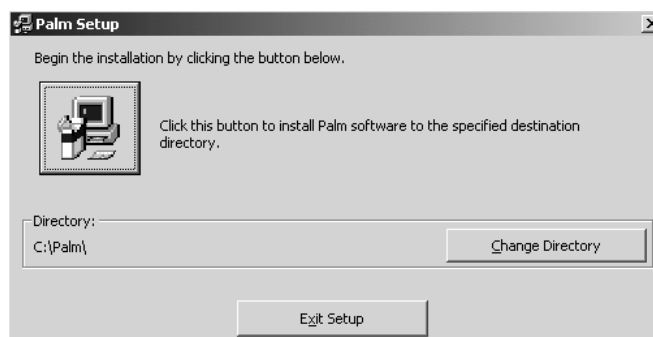 Palm Setup
Begin the installation by clicking the button below.
Click this button to install Palm software to the specified destination
directory.
Directory:
C:\Palm\
Change Directory
Exit Setup